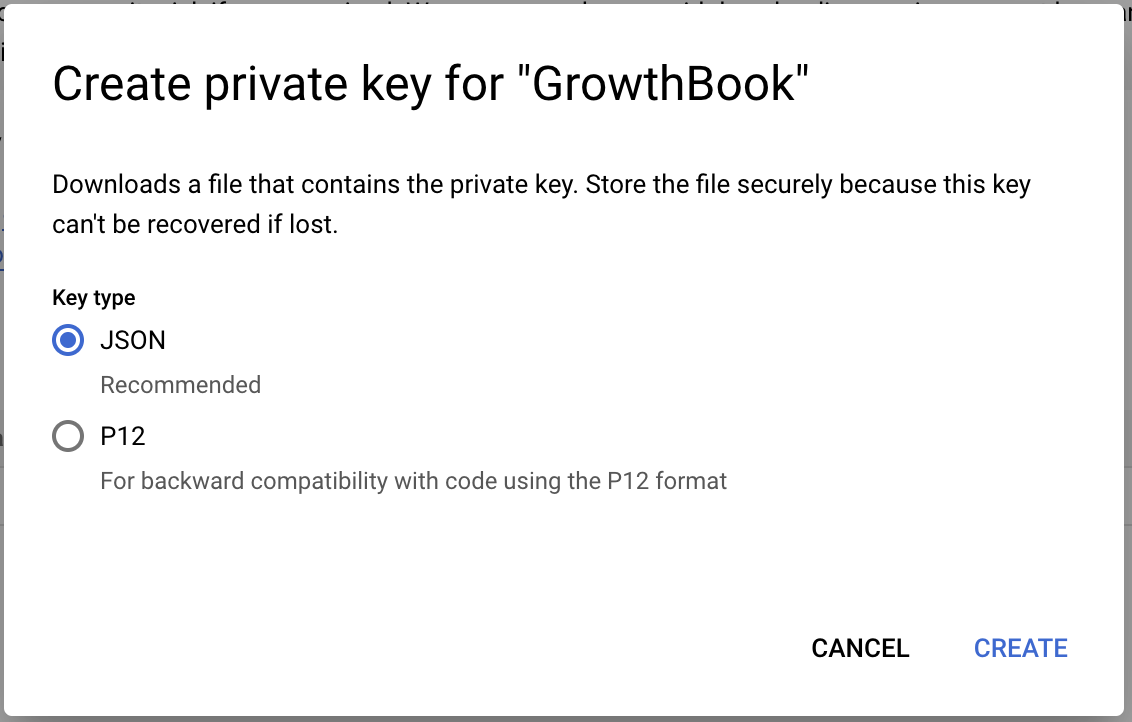 Create private key for "GrowthBook"
Downloads a file that contains the private key. Store the file securely because this key
can't be recovered if lost.
Key type
JSON
Recommended
P12
For backward compatibility with code using the P12 format
CANCEL
CREATE